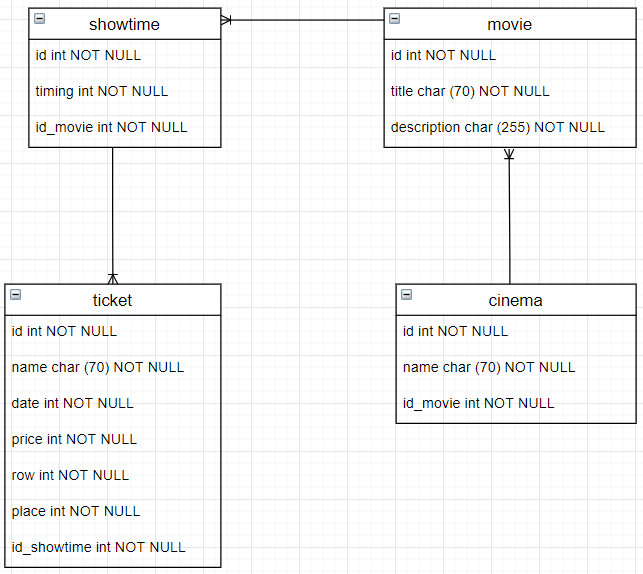 showtime
id int NOT NULL
timing int NOT NULL
id_movie int NOT NULL
movie
id int NOT NULL
title char (70) NOT NULL
description char (255) NOT NULL
ticket
id int NOT NULL
name char (70) NOT NULL
date int NOT NULL
price int NOT NULL
row int NOT NULL
place int NOT NULL
id_showtime int NOT NULL
cinema
id int NOT NULL
name char (70) NOT NULL
id_movie int NOT NULL